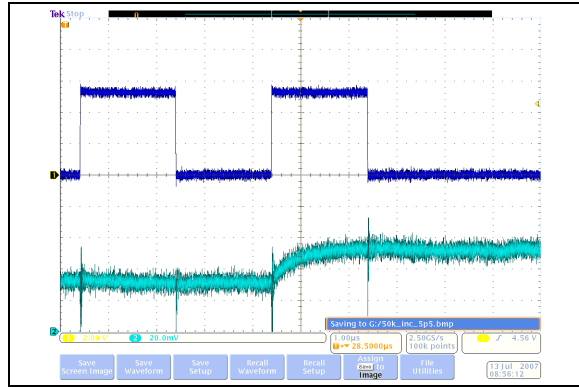 Tek Stop
1
2
Saving to G:/50k_inc_5p5.bmp
1 2.00 V 2 20.0mV 1.00µs 2.50GS/s 1 4.56 V
28.5000µs 100k points
Save Screen Image
Save Waveform
Save Setup
Recall Waveform
Recall Setup
Assign
Save to
Image
File Utilities
13 Jul 2007
08:56:12